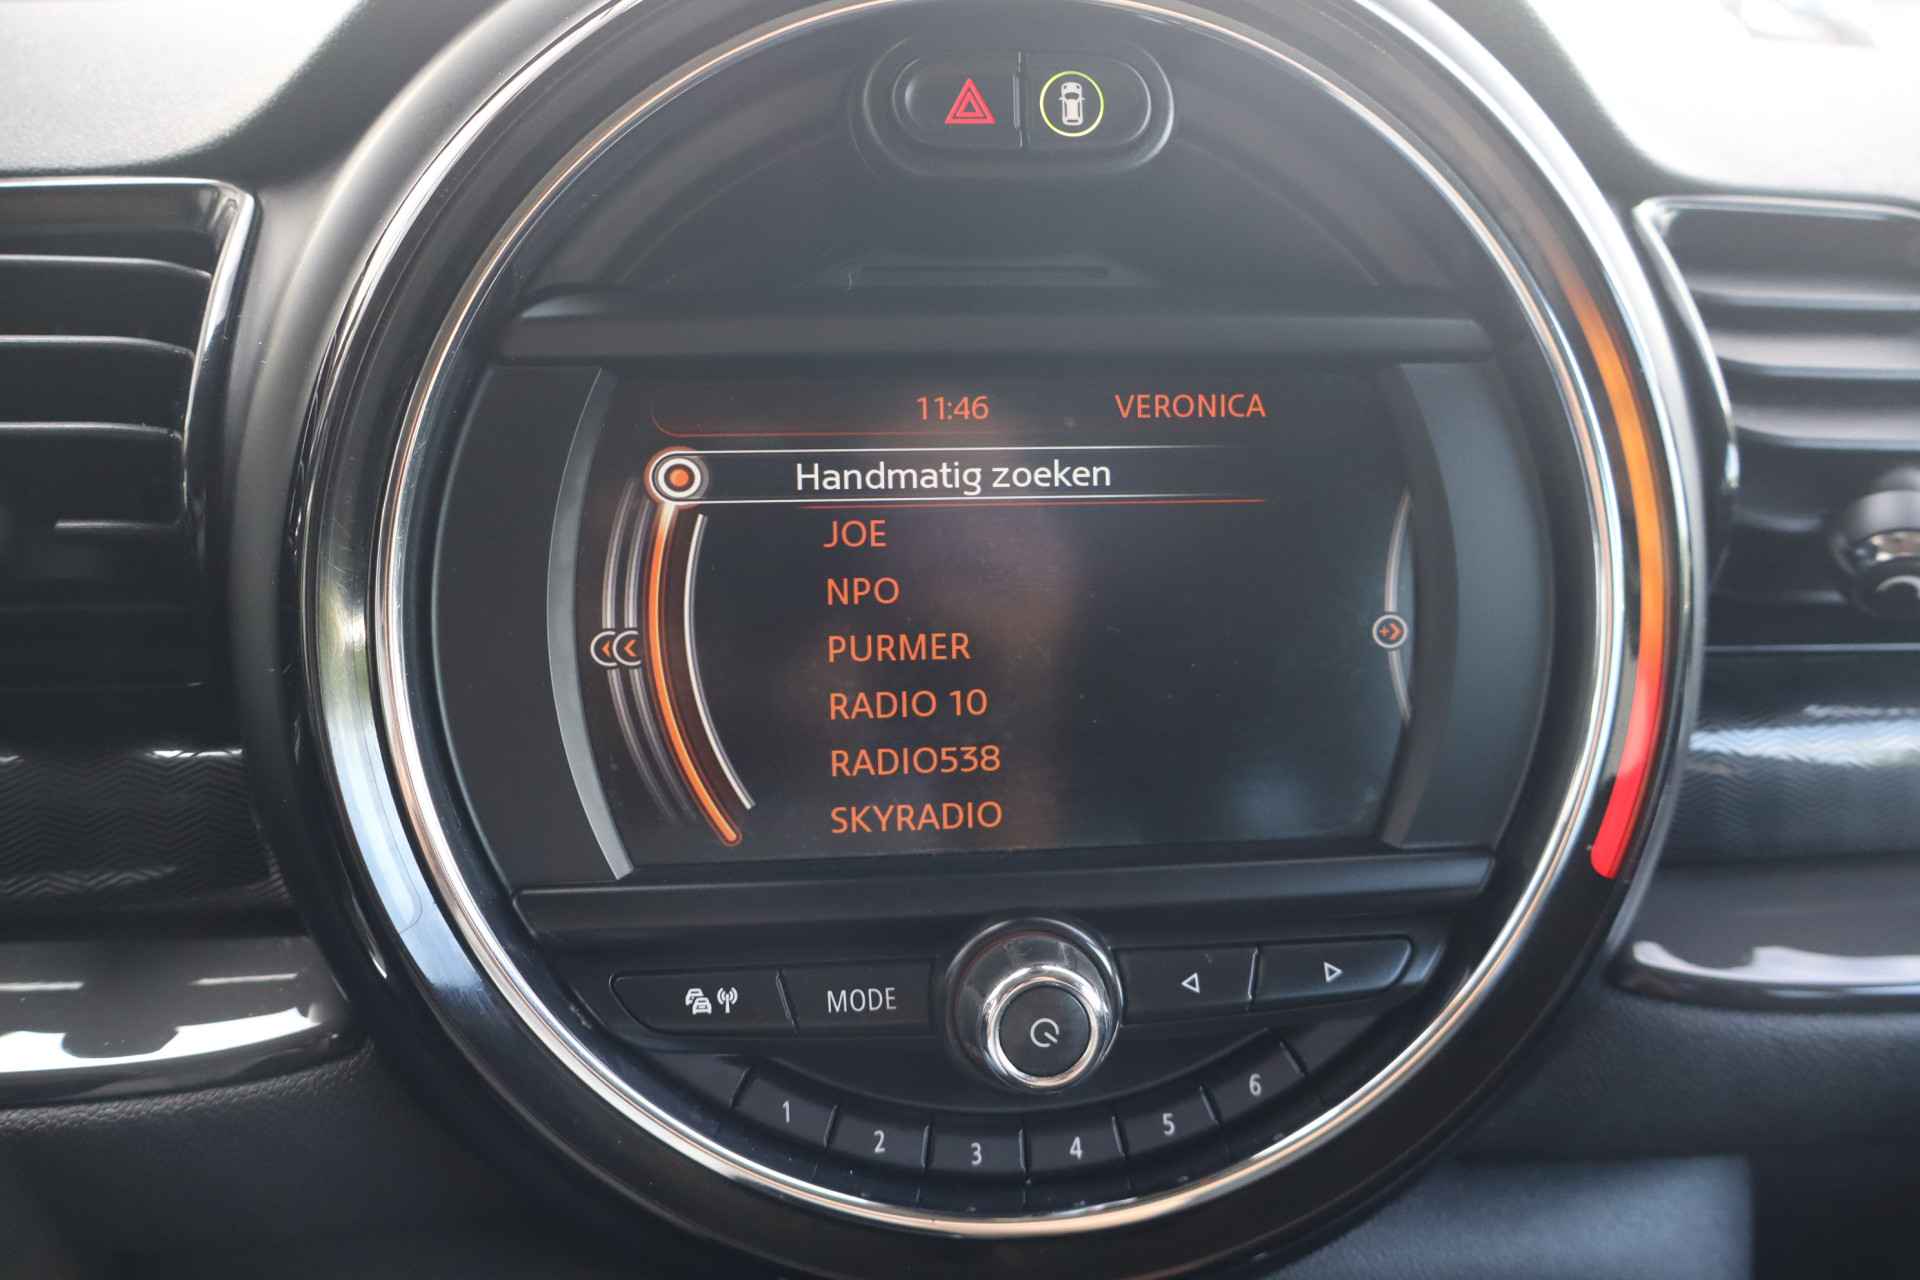 11:46 VERONICA
Handmatig zoeken
JOE
NPO
PURMER
RADIO 10
RADIO538
SKYRADIO
MODE
1 2 3 4 5 6